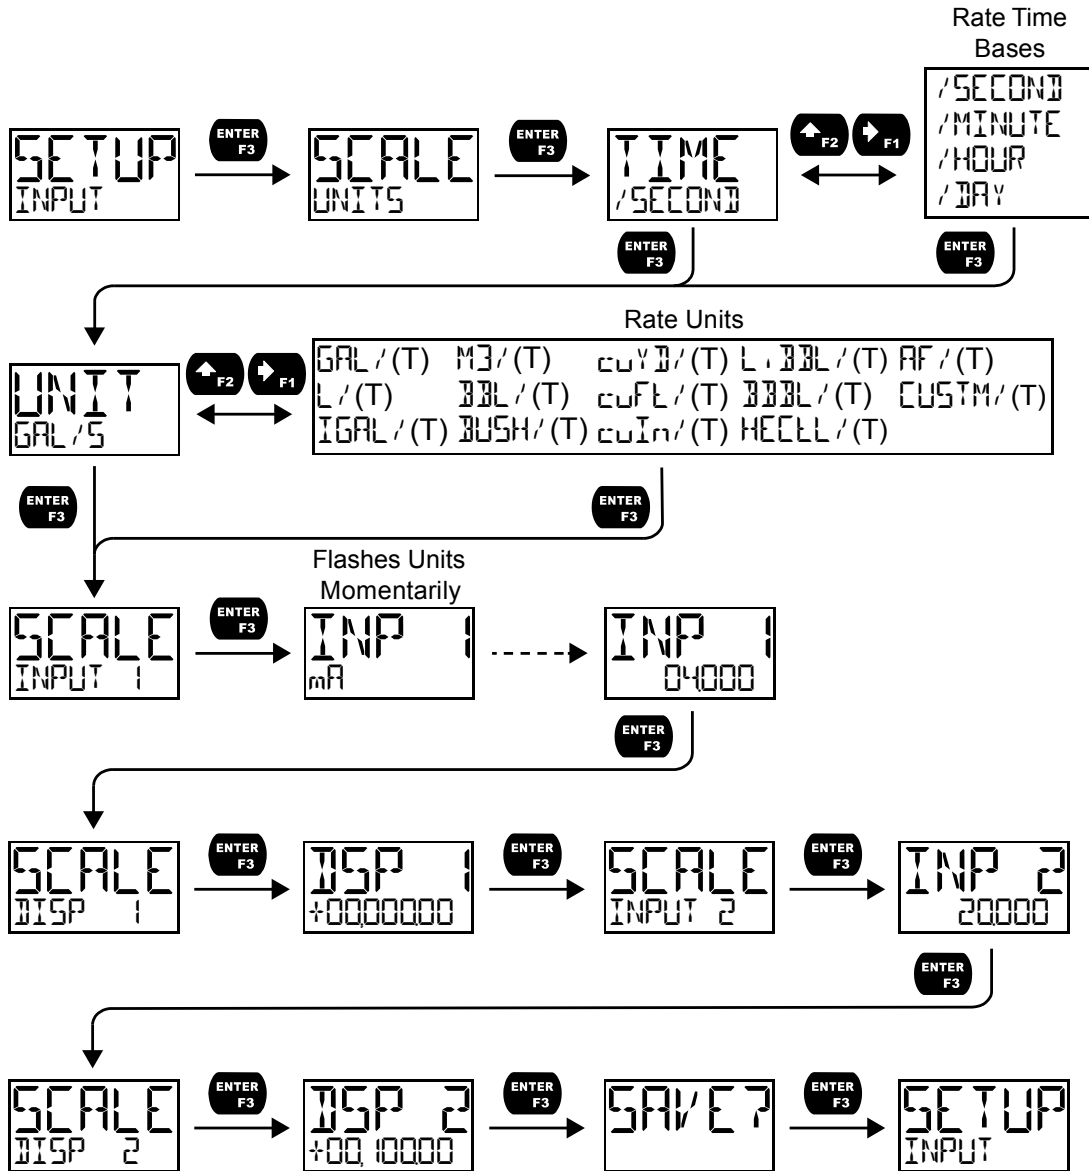 Rate Time
Bases
/SECOND
/MINUTE
/HOUR
/DAY
SETUP
INPUT
ENTER
F3
SCALE
UNITS
ENTER
F3
TIME
/SECOND
F2
F1
ENTER
F3
ENTER
F3
Rate Units
UNIT
GAL/S
F2
F1
GAL/(T) M3/(T) cuYD/(T) LiBBL/(T) AF/(T)
L/(T) BBL/(T) cuFt/(T) BBBL/(T) CUSTM/(T)
IGAL/(T) BUSH/(T) cuIn/(T) HECtL/(T)
ENTER
F3
ENTER
F3
Flashes Units
Momentarily
SCALE
INPUT 1
ENTER
F3
INP 1
mA
INP 1
04.000
ENTER
F3
SCALE
DISP 1
ENTER
F3
DSP 1
+00,000.00
ENTER
F3
SCALE
INPUT 2
ENTER
F3
INP 2
20.000
ENTER
F3
SCALE
DISP 2
ENTER
F3
DSP 2
+00,100.00
ENTER
F3
SAVE?
ENTER
F3
SETUP
INPUT